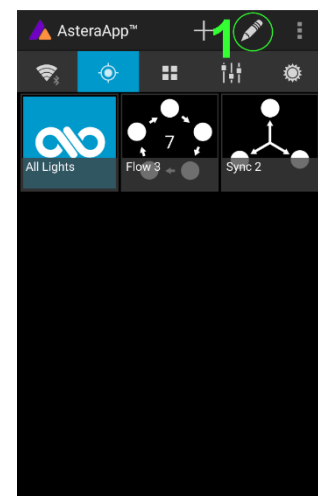 AsteraApp™
1
7
All Lights
Flow 3
Sync 2